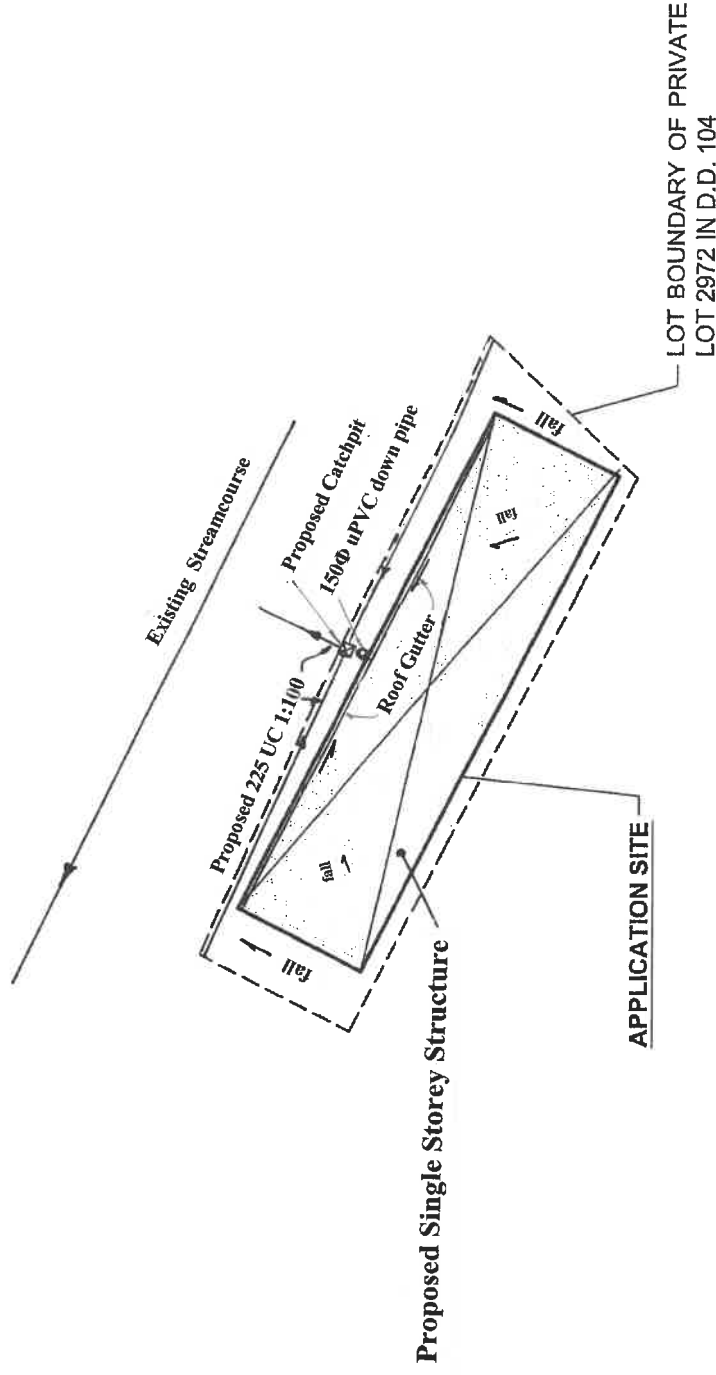 Existing Streamcourse
Proposed Catchpit
150Φ uPVC down pipe
Proposed 225 UC 1:100
Roof Gutter
fall
fall
fall
fall
Proposed Single Storey Structure
APPLICATION SITE
LOT BOUNDARY OF PRIVATE
LOT 2972 IN D.D. 104